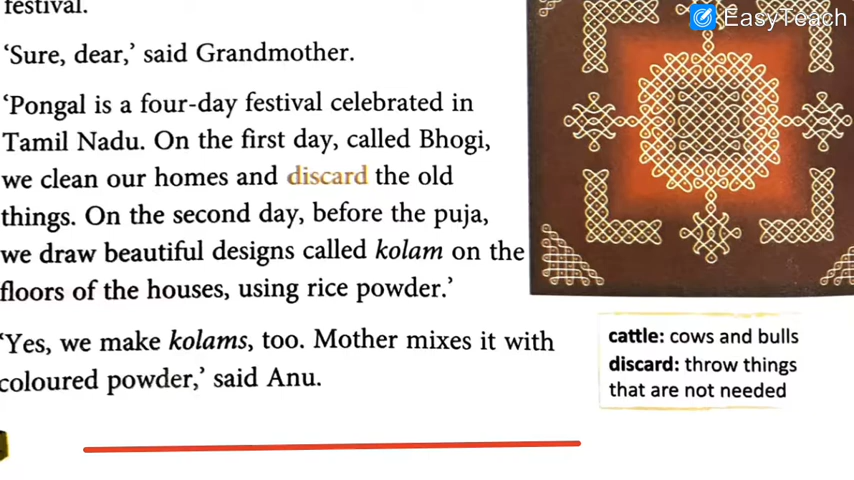 festival.
‘Sure, dear,’ said Grandmother.
‘Pongal is a four-day festival celebrated in
Tamil Nadu. On the first day, called Bhogi,
we clean our homes and discard the old
things. On the second day, before the puja,
we draw beautiful designs called kolam on the
floors of the houses, using rice powder.’
‘Yes, we make kolams, too. Mother mixes it with
coloured powder,’ said Anu.
EasyTeach
cattle: cows and bulls
discard: throw things
that are not needed